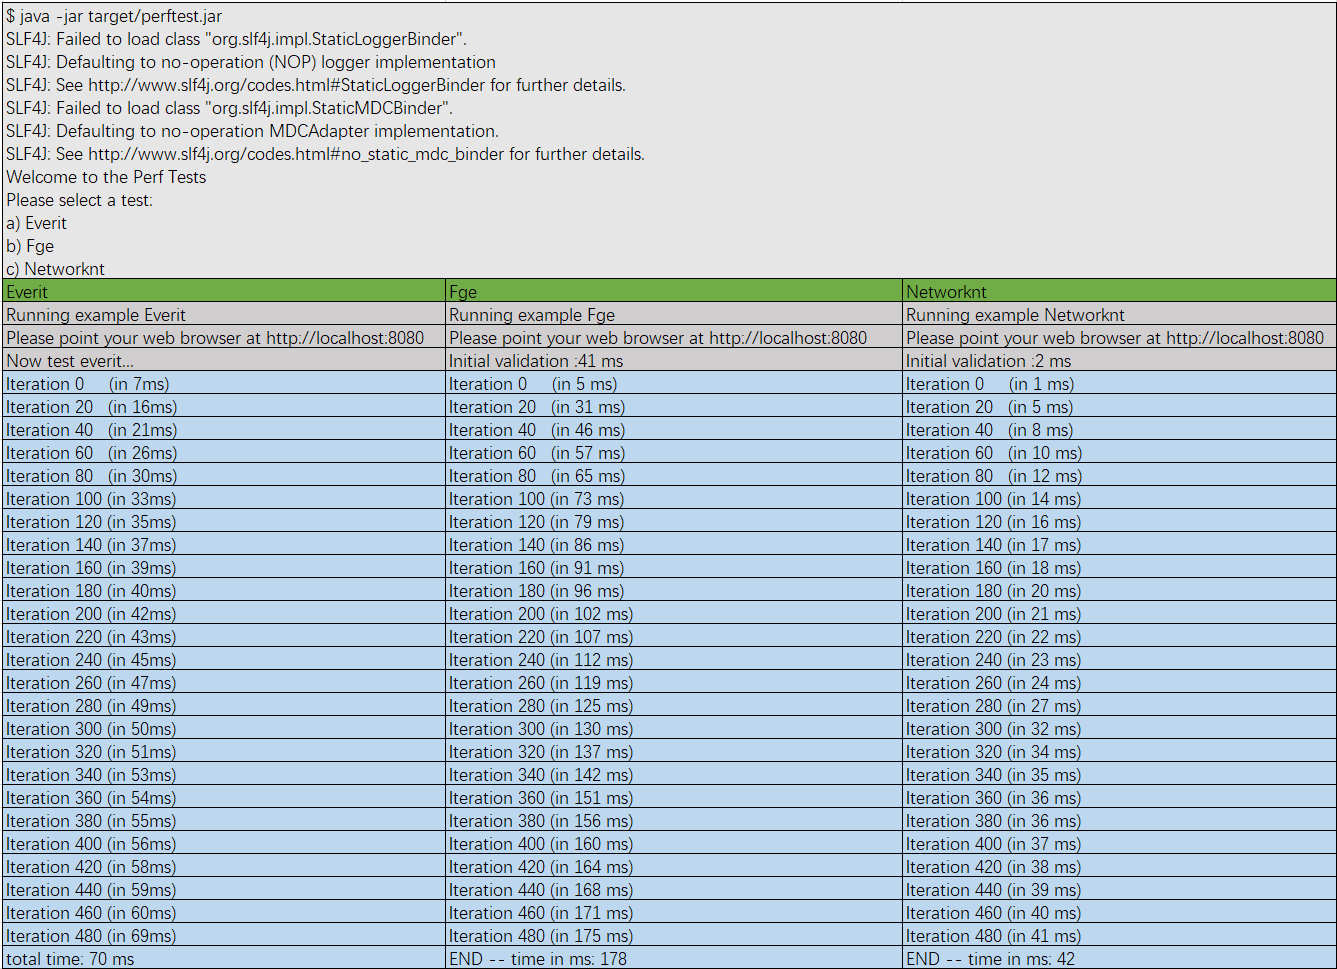 $ java -jar target/perftest.jar
SLF4J: Failed to load class "org.slf4j.impl.StaticLoggerBinder".
SLF4J: Defaulting to no-operation (NOP) logger implementation
SLF4J: See http://www.slf4j.org/codes.html#StaticLoggerBinder for further details.
SLF4J: Failed to load class "org.slf4j.impl.StaticMDCBinder".
SLF4J: Defaulting to no-operation MDCAdapter implementation.
SLF4J: See http://www.slf4j.org/codes.html#no_static_mdc_binder for further details.
Welcome to the Perf Tests
Please select a test:
a) Everit
b) Fge
c) Networknt
Everit Fge Networknt
Running example Everit Running example Fge Running example Networknt
Please point your web browser at http://localhost:8080 Please point your web browser at http://localhost:8080 Please point your web browser at http://localhost:8080
Now test everit... Initial validation :41 ms Initial validation :2 ms
Iteration 0 (in 7ms) Iteration 0 (in 5 ms) Iteration 0 (in 1 ms)
Iteration 20 (in 16ms) Iteration 20 (in 31 ms) Iteration 20 (in 5 ms)
Iteration 40 (in 21ms) Iteration 40 (in 46 ms) Iteration 40 (in 8 ms)
Iteration 60 (in 26ms) Iteration 60 (in 57 ms) Iteration 60 (in 10 ms)
Iteration 80 (in 30ms) Iteration 80 (in 65 ms) Iteration 80 (in 12 ms)
Iteration 100 (in 33ms) Iteration 100 (in 73 ms) Iteration 100 (in 14 ms)
Iteration 120 (in 35ms) Iteration 120 (in 79 ms) Iteration 120 (in 16 ms)
Iteration 140 (in 37ms) Iteration 140 (in 86 ms) Iteration 140 (in 17 ms)
Iteration 160 (in 39ms) Iteration 160 (in 91 ms) Iteration 160 (in 18 ms)
Iteration 180 (in 40ms) Iteration 180 (in 96 ms) Iteration 180 (in 20 ms)
Iteration 200 (in 42ms) Iteration 200 (in 102 ms) Iteration 200 (in 21 ms)
Iteration 220 (in 43ms) Iteration 220 (in 107 ms) Iteration 220 (in 22 ms)
Iteration 240 (in 45ms) Iteration 240 (in 112 ms) Iteration 240 (in 23 ms)
Iteration 260 (in 47ms) Iteration 260 (in 119 ms) Iteration 260 (in 24 ms)
Iteration 280 (in 49ms) Iteration 280 (in 125 ms) Iteration 280 (in 27 ms)
Iteration 300 (in 50ms) Iteration 300 (in 130 ms) Iteration 300 (in 32 ms)
Iteration 320 (in 51ms) Iteration 320 (in 137 ms) Iteration 320 (in 34 ms)
Iteration 340 (in 53ms) Iteration 340 (in 142 ms) Iteration 340 (in 35 ms)
Iteration 360 (in 54ms) Iteration 360 (in 151 ms) Iteration 360 (in 36 ms)
Iteration 380 (in 55ms) Iteration 380 (in 156 ms) Iteration 380 (in 36 ms)
Iteration 400 (in 56ms) Iteration 400 (in 160 ms) Iteration 400 (in 37 ms)
Iteration 420 (in 58ms) Iteration 420 (in 164 ms) Iteration 420 (in 38 ms)
Iteration 440 (in 59ms) Iteration 440 (in 168 ms) Iteration 440 (in 39 ms)
Iteration 460 (in 60ms) Iteration 460 (in 171 ms) Iteration 460 (in 40 ms)
Iteration 480 (in 69ms) Iteration 480 (in 175 ms) Iteration 480 (in 41 ms)
total time: 70 ms END -- time in ms: 178 END -- time in ms: 42